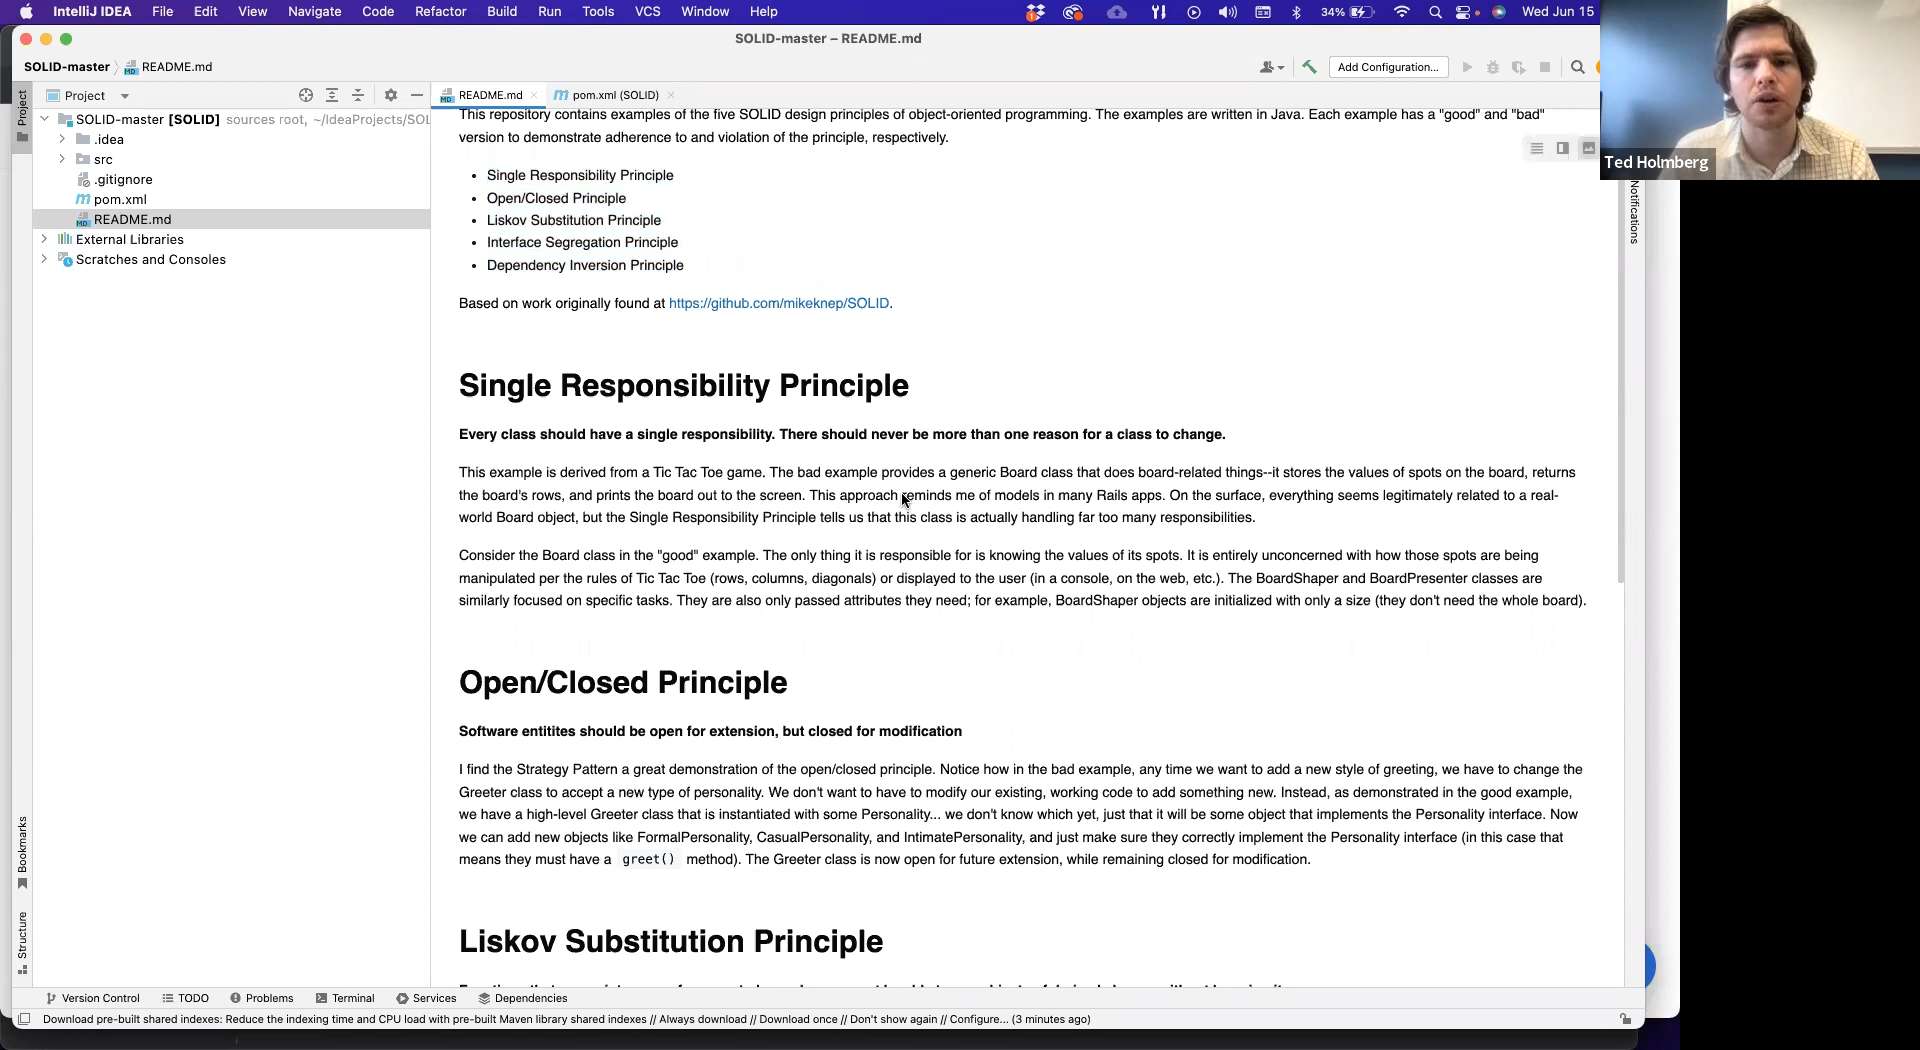 IntelliJ IDEA File Edit View Navigate Code Refactor Build Run Tools VCS Window Help 34% Wed Jun 15
SOLID-master – README.md
SOLID-master README.md Add Configuration...
Ted Holmberg
Project
Project
README.md
pom.xml (SOLID)
SOLID-master [SOLID] sources root, ~/IdeaProjects/SOL
.idea
src
.gitignore
pom.xml
README.md
External Libraries
Scratches and Consoles
This repository contains examples of the five SOLID design principles of object-oriented programming. The examples are written in Java. Each example has a "good" and "bad"
version to demonstrate adherence to and violation of the principle, respectively.
• Single Responsibility Principle
• Open/Closed Principle
• Liskov Substitution Principle
• Interface Segregation Principle
• Dependency Inversion Principle
Based on work originally found at https://github.com/mikeknep/SOLID.
Single Responsibility Principle
Every class should have a single responsibility. There should never be more than one reason for a class to change.
This example is derived from a Tic Tac Toe game. The bad example provides a generic Board class that does board-related things--it stores the values of spots on the board, returns
the board's rows, and prints the board out to the screen. This approach reminds me of models in many Rails apps. On the surface, everything seems legitimately related to a real-
world Board object, but the Single Responsibility Principle tells us that this class is actually handling far too many responsibilities.
Consider the Board class in the "good" example. The only thing it is responsible for is knowing the values of its spots. It is entirely unconcerned with how those spots are being
manipulated per the rules of Tic Tac Toe (rows, columns, diagonals) or displayed to the user (in a console, on the web, etc.). The BoardShaper and BoardPresenter classes are
similarly focused on specific tasks. They are also only passed attributes they need; for example, BoardShaper objects are initialized with only a size (they don't need the whole board).
Open/Closed Principle
Software entitites should be open for extension, but closed for modification
I find the Strategy Pattern a great demonstration of the open/closed principle. Notice how in the bad example, any time we want to add a new style of greeting, we have to change the
Greeter class to accept a new type of personality. We don't want to have to modify our existing, working code to add something new. Instead, as demonstrated in the good example,
we have a high-level Greeter class that is instantiated with some Personality... we don't know which yet, just that it will be some object that implements the Personality interface. Now
we can add new objects like FormalPersonality, CasualPersonality, and IntimatePersonality, and just make sure they correctly implement the Personality interface (in this case that
means they must have a greet() method). The Greeter class is now open for future extension, while remaining closed for modification.
Liskov Substitution Principle
Notifications
Bookmarks
Structure
Version Control TODO Problems Terminal Services Dependencies
Download pre-built shared indexes: Reduce the indexing time and CPU load with pre-built Maven library shared indexes // Always download // Download once // Don't show again // Configure... (3 minutes ago)